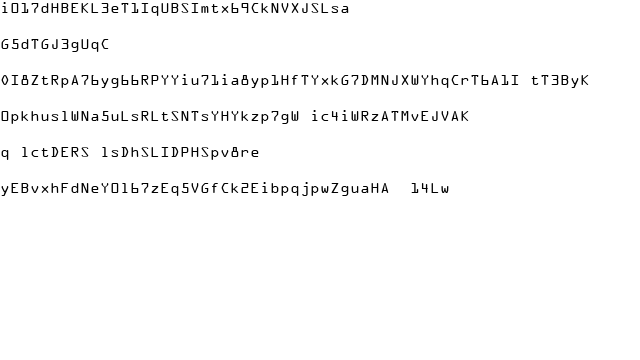 iO17dHBEKL3eT1IqUBSImtx69CkNVXJSLsa
G5dTGJ3gUqC
0I8ZtRpA76yg66RPYYiu71ia8yp1HfTYxkG7DMNJXWYhqCrT6A1I tT3ByK
OpkhuslWNa5uLsRLtSNTsYHYkzp7gW ic4iWRzATMvEJVAK
q lctDERS lsDhSLIDPHSpv8re
yEBvxhFdNeYO167zEq5VGfCk2EibpqjpwZguaHA  14Lw